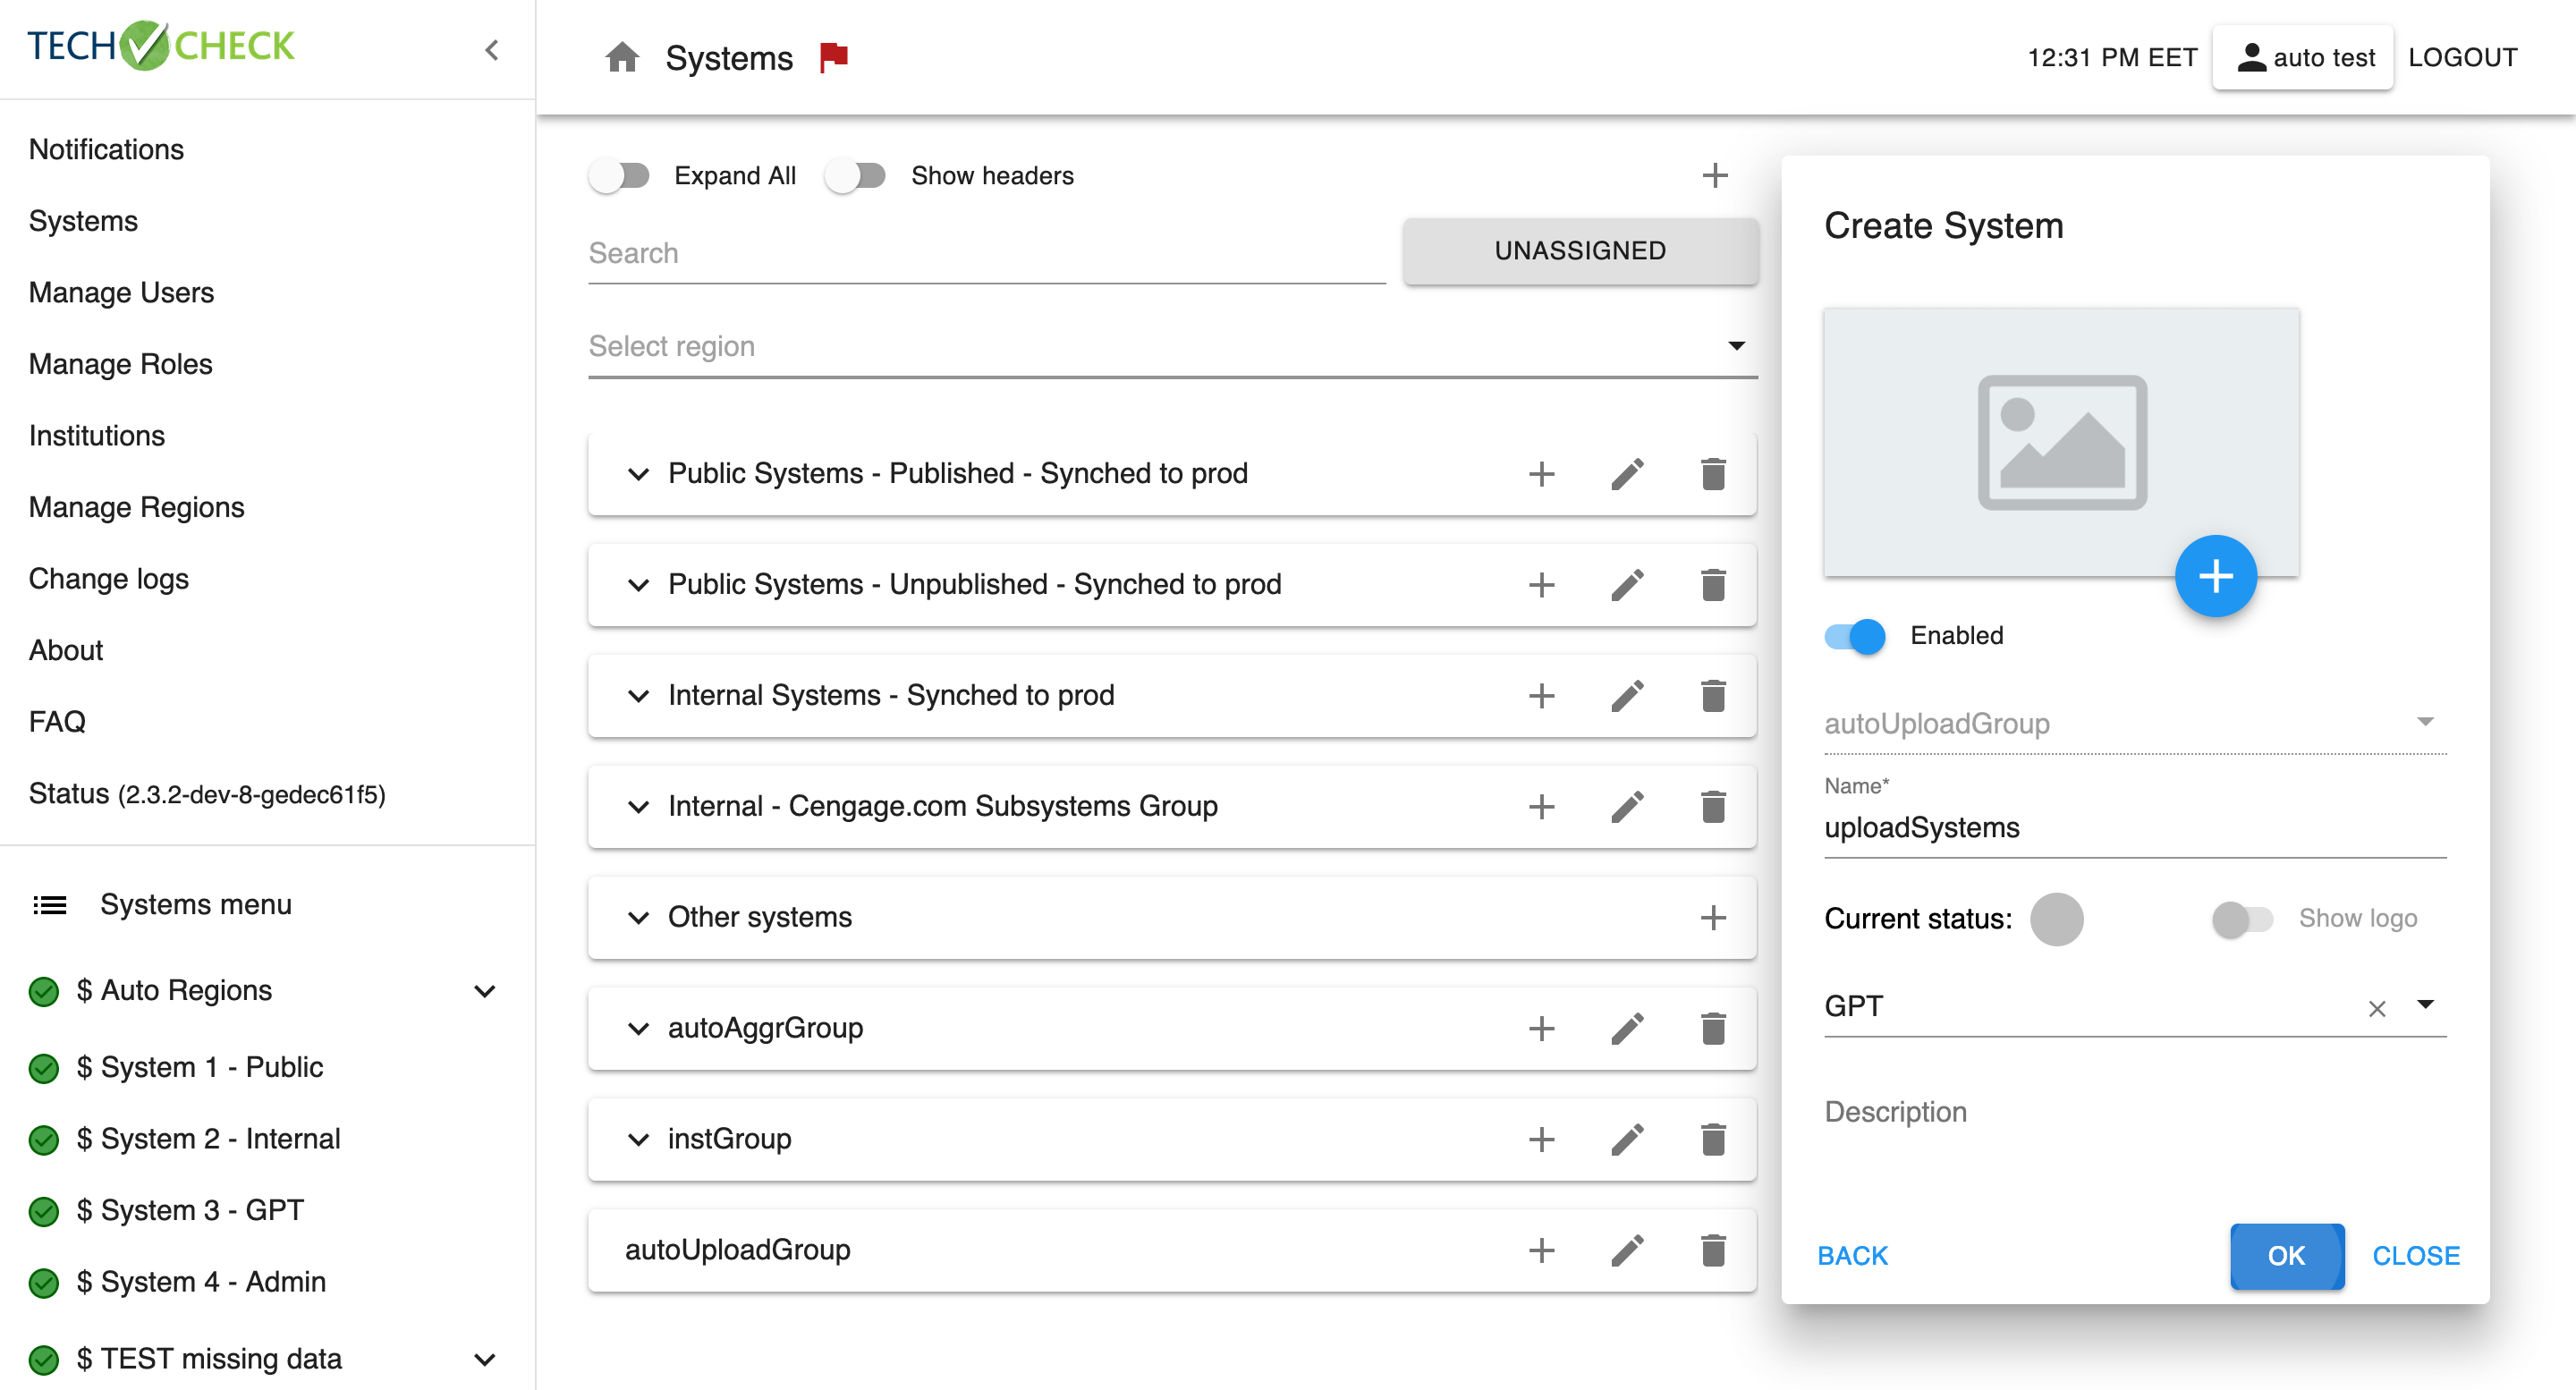 TECH CHECK
Notifications
Systems
Manage Users
Manage Roles
Institutions
Manage Regions
Change logs
About
FAQ
Status (2.3.2-dev-8-gedec61f5)
Systems menu
$ Auto Regions
$ System 1 - Public
$ System 2 - Internal
$ System 3 - GPT
$ System 4 - Admin
$ TEST missing data
Systems
12:31 PM EET
auto test
LOGOUT
Expand All
Show headers
Search
UNASSIGNED
Select region
Public Systems - Published - Synched to prod
Public Systems - Unpublished - Synched to prod
Internal Systems - Synched to prod
Internal - Cengage.com Subsystems Group
Other systems
autoAggrGroup
instGroup
autoUploadGroup
Create System
Enabled
autoUploadGroup
Name*
uploadSystems
Current status:
Show logo
GPT
Description
BACK
OK
CLOSE